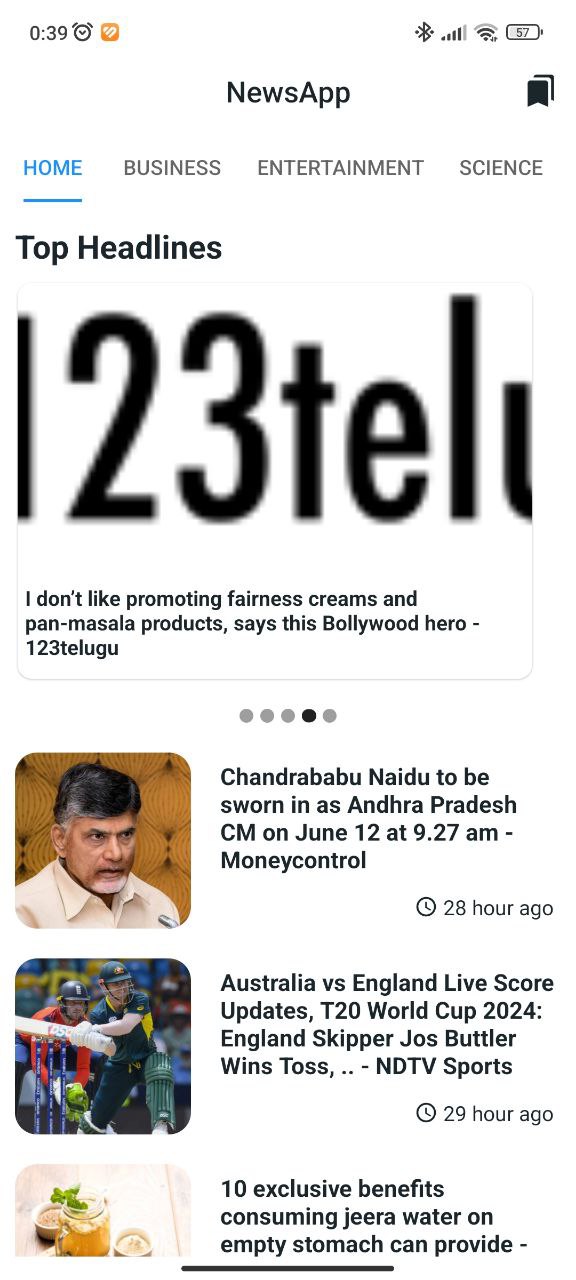 0:39
57
NewsApp
HOME BUSINESS ENTERTAINMENT SCIENCE
Top Headlines
123telu
I don’t like promoting fairness creams and
pan-masala products, says this Bollywood hero -
123telugu
Chandrababu Naidu to be
sworn in as Andhra Pradesh
CM on June 12 at 9.27 am -
Moneycontrol
28 hour ago
Australia vs England Live Score
Updates, T20 World Cup 2024:
England Skipper Jos Buttler
Wins Toss, .. - NDTV Sports
29 hour ago
10 exclusive benefits
consuming jeera water on
empty stomach can provide -